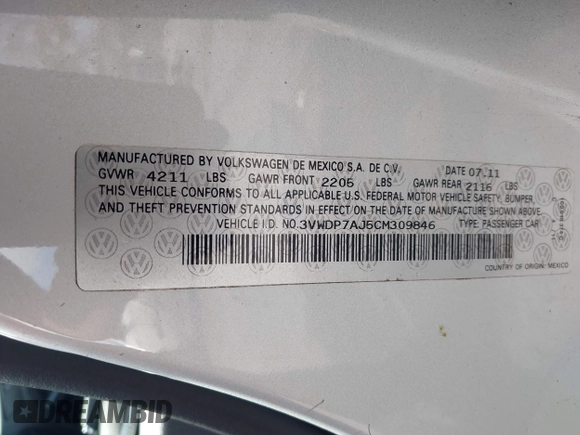 MANUFACTURED BY VOLKSWAGEN DE MEXICO S.A. DE C.V. DATE 07.11
GVWR 4211 LBS GAWR FRONT 2205 LBS GAWR REAR 2116 LBS
THIS VEHICLE CONFORMS TO ALL APPLICABLE U.S. FEDERAL MOTOR VEHICLE SAFETY, BUMPER,
AND THEFT PREVENTION STANDARDS IN EFFECT ON THE DATE OF MANUFACTURE SHOWN ABOVE.
VEHICLE I.D. NO. 3VWDP7AJ5CM309846 TYPE: PASSENGER CAR
COUNTRY OF ORIGIN: MEXICO
DREAMBID